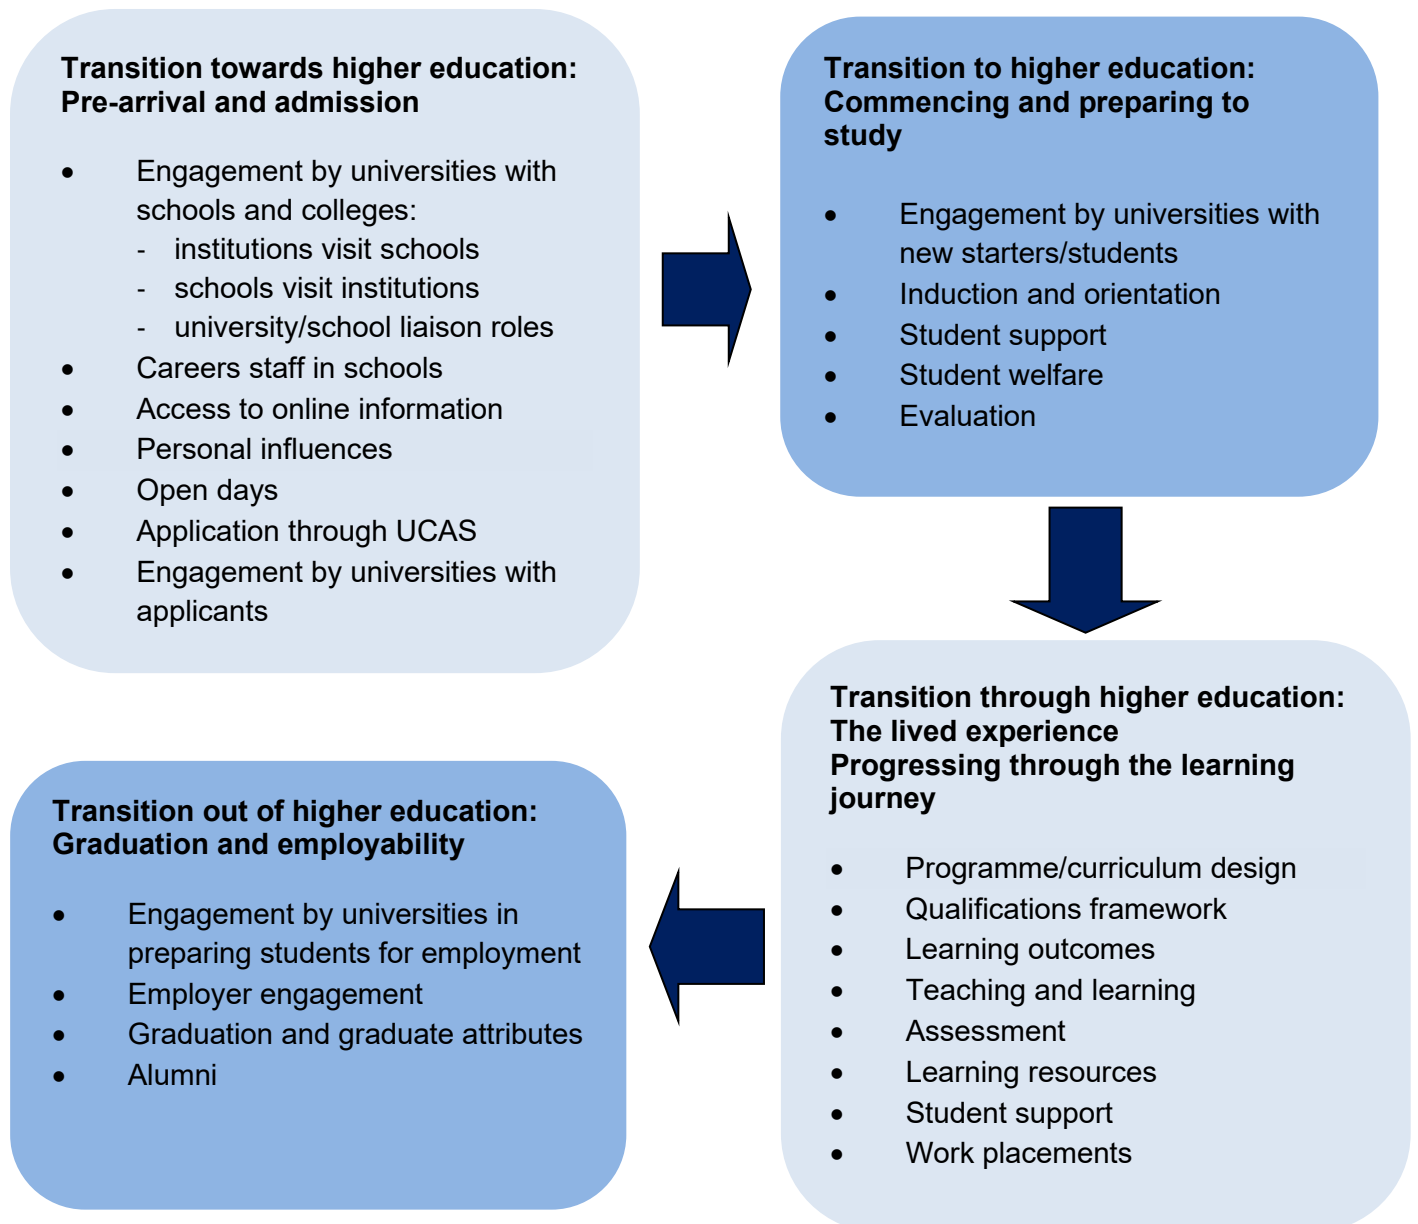 Transition towards higher education:
Pre-arrival and admission
• Engagement by universities with
schools and colleges:
- institutions visit schools
- schools visit institutions
- university/school liaison roles
• Careers staff in schools
• Access to online information
• Personal influences
• Open days
• Application through UCAS
• Engagement by universities with
applicants
Transition to higher education:
Commencing and preparing to
study
• Engagement by universities with
new starters/students
• Induction and orientation
• Student support
• Student welfare
• Evaluation
Transition through higher education:
The lived experience
Progressing through the learning
journey
• Programme/curriculum design
• Qualifications framework
• Learning outcomes
• Teaching and learning
• Assessment
• Learning resources
• Student support
• Work placements
Transition out of higher education:
Graduation and employability
• Engagement by universities in
preparing students for employment
• Employer engagement
• Graduation and graduate attributes
• Alumni